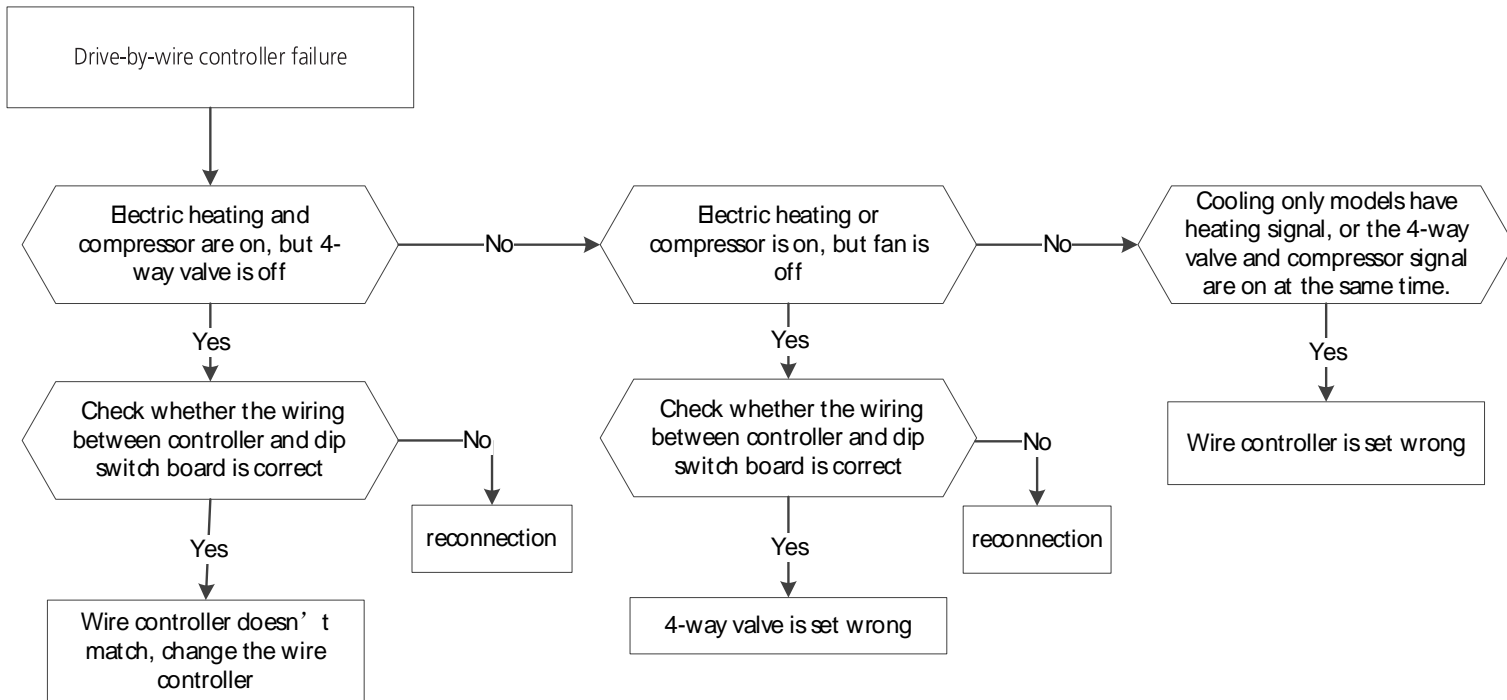 Drive-by-wire controller failure
Electric heating and
compressor are on, but 4-
way valve is off
No
Electric heating or
compressor is on, but fan is
off
No
Cooling only models have
heating signal, or the 4-way
valve and compressor signal
are on at the same time.
Yes
Yes
Yes
Check whether the wiring
between controller and dip
switch board is correct
No
Check whether the wiring
between controller and dip
switch board is correct
No
Wire controller is set wrong
reconnection
reconnection
Yes
Yes
Wire controller doesn’t
match, change the wire
controller
4-way valve is set wrong